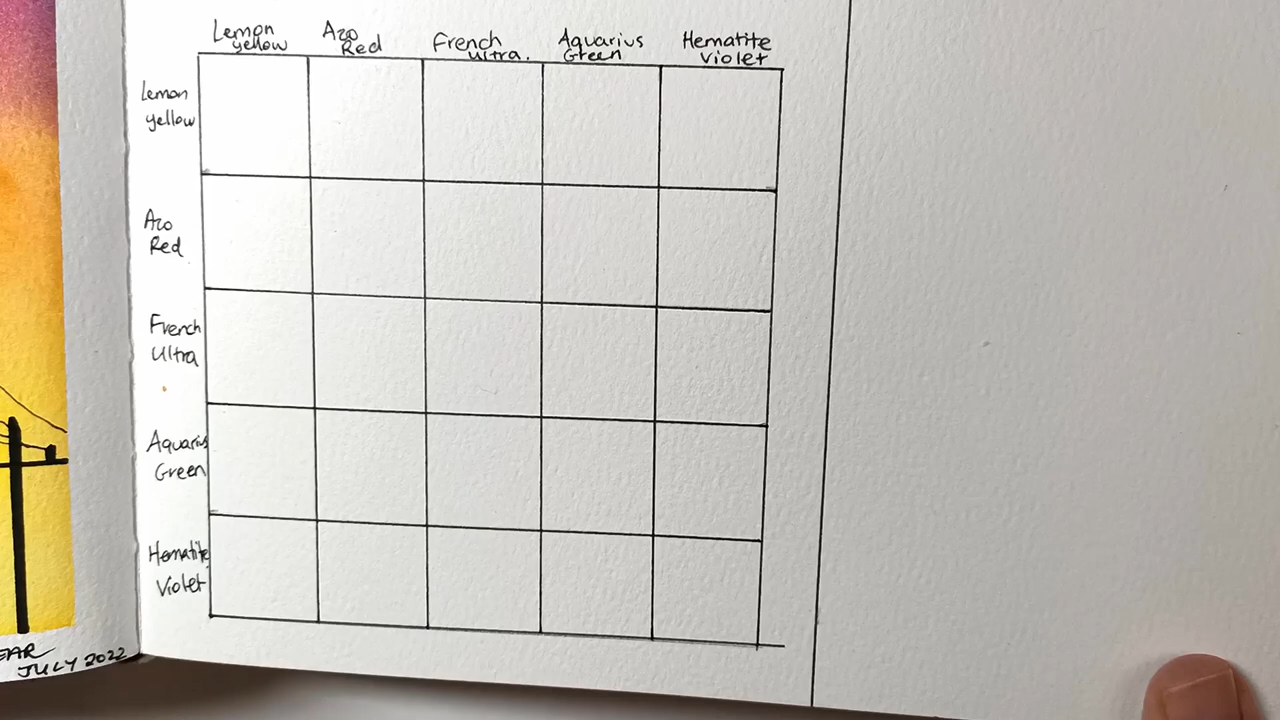 Lemon
yellow
Azo
Red
French
ultra.
Aquarius
Green
Hematite
violet
Lemon
yellow
Azo
Red
French
ultra
Aquarius
Green
Hematite
Violet
JULY 2022